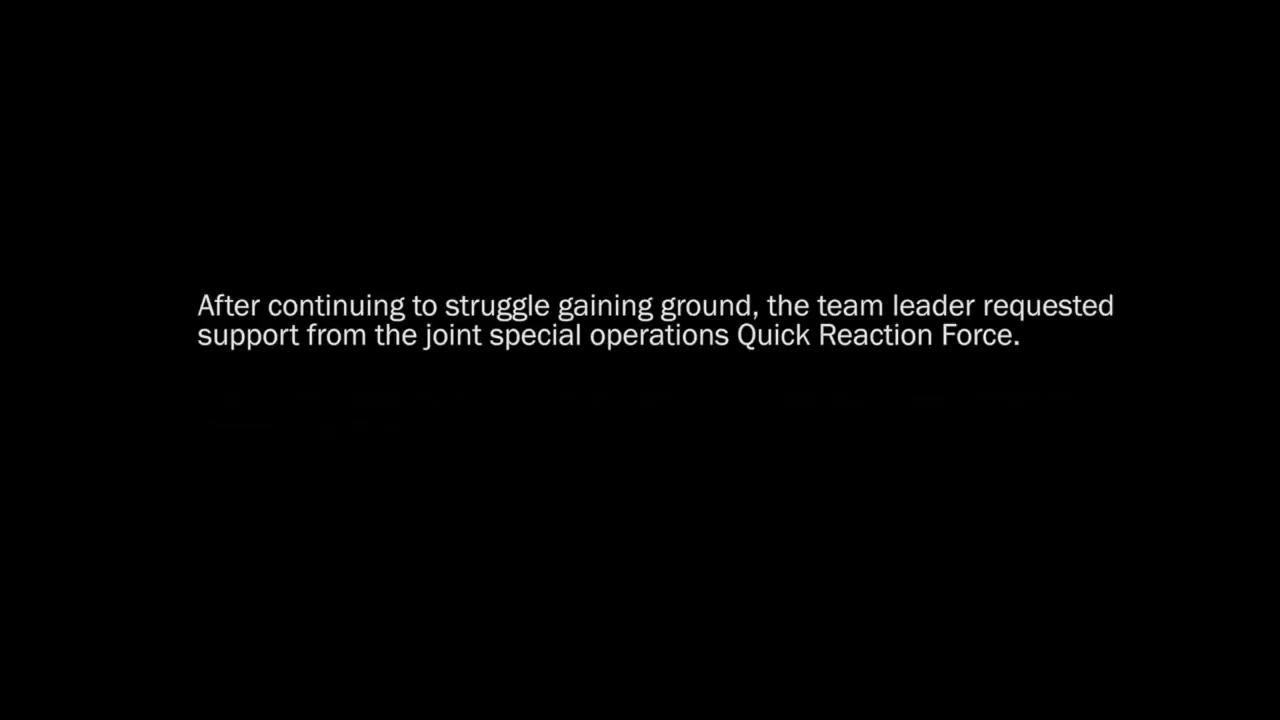 After continuing to struggle gaining ground, the team leader requested
support from the joint special operations Quick Reaction Force.